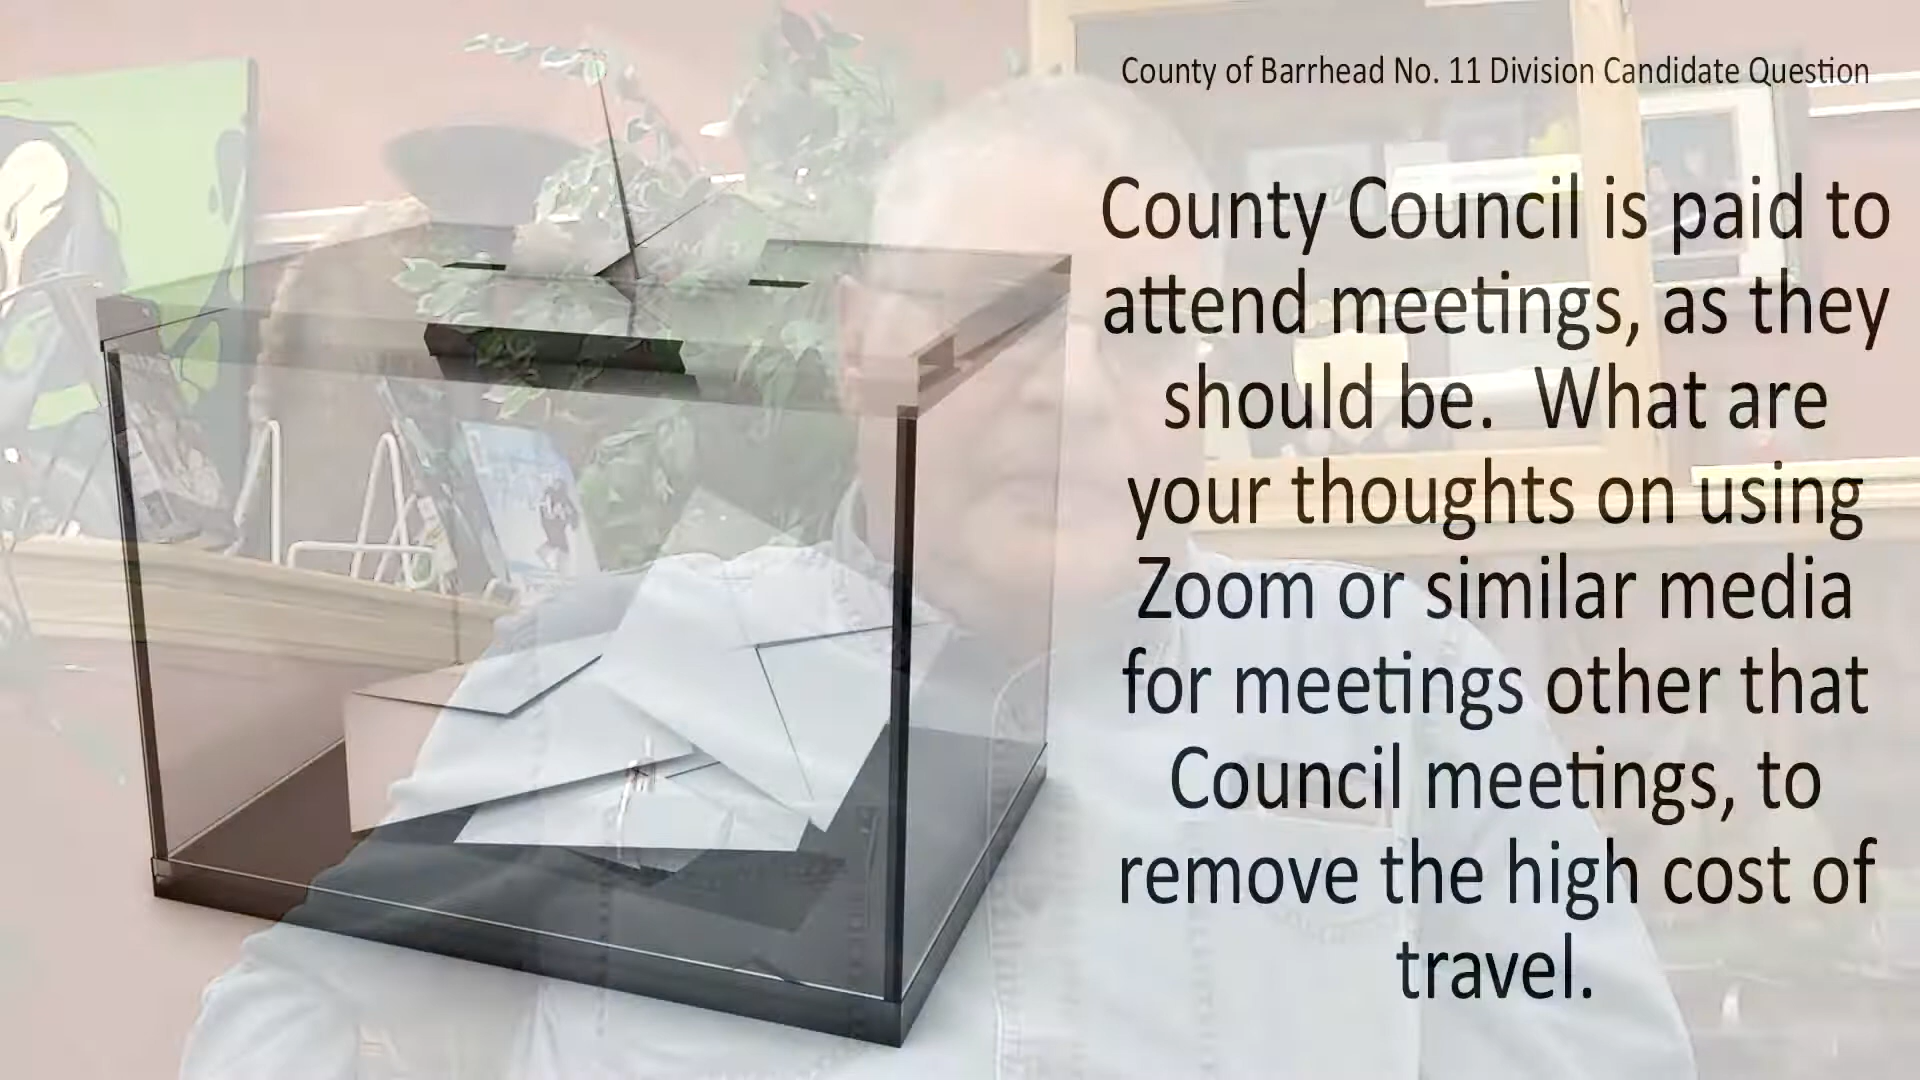 County of Barrhead No. 11 Division Candidate Question
County Council is paid to
attend meetings, as they
should be.  What are
your thoughts on using
Zoom or similar media
for meetings other that
Council meetings, to
remove the high cost of
travel.